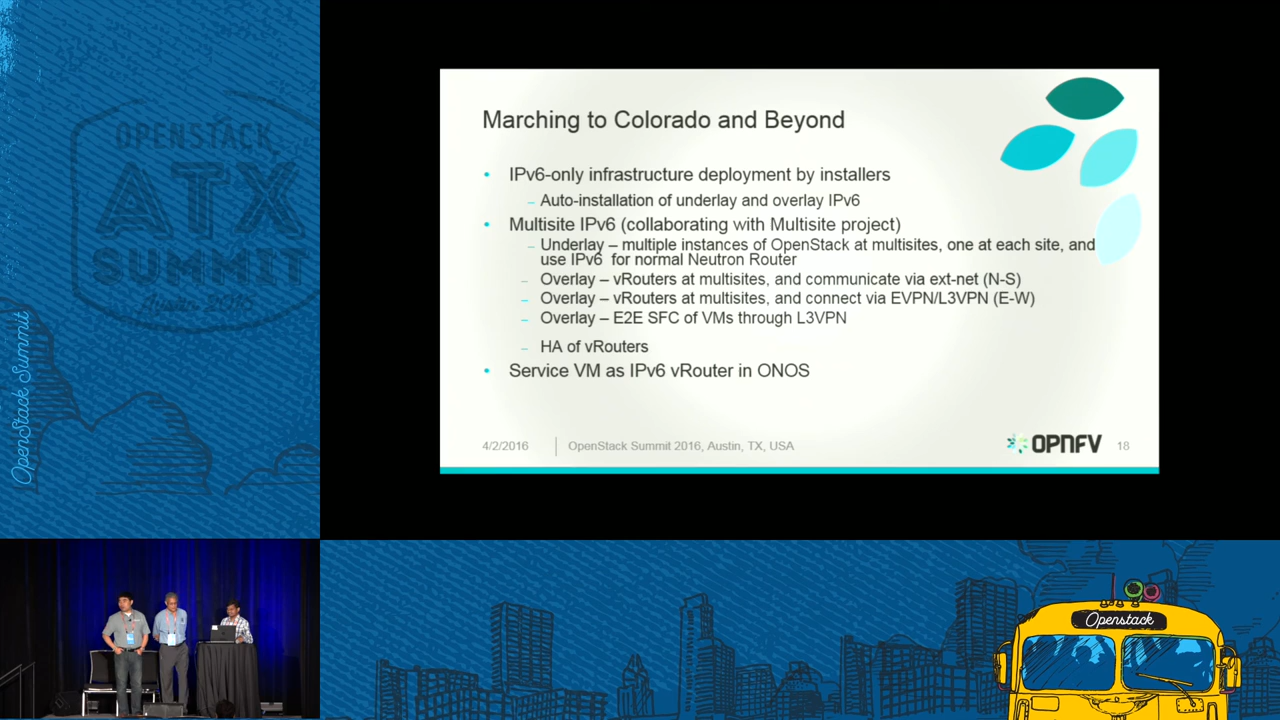 OPENSTACK
ATX
SUMMIT
Austin
OpenStack Summit
Marching to Colorado and Beyond
• IPv6-only infrastructure deployment by installers
– Auto-installation of underlay and overlay IPv6
• Multisite IPv6 (collaborating with Multisite project)
– Underlay – multiple instances of OpenStack at multisites, one at each site, and
use IPv6 for normal Neutron Router
– Overlay – vRouters at multisites, and communicate via ext-net (N-S)
– Overlay – vRouters at multisites, and connect via EVPN/L3VPN (E-W)
– Overlay – E2E SFC of VMs through L3VPN
– HA of vRouters
• Service VM as IPv6 vRouter in ONOS
4/2/2016
OpenStack Summit 2016, Austin, TX, USA
OPNFV
18
Openstack